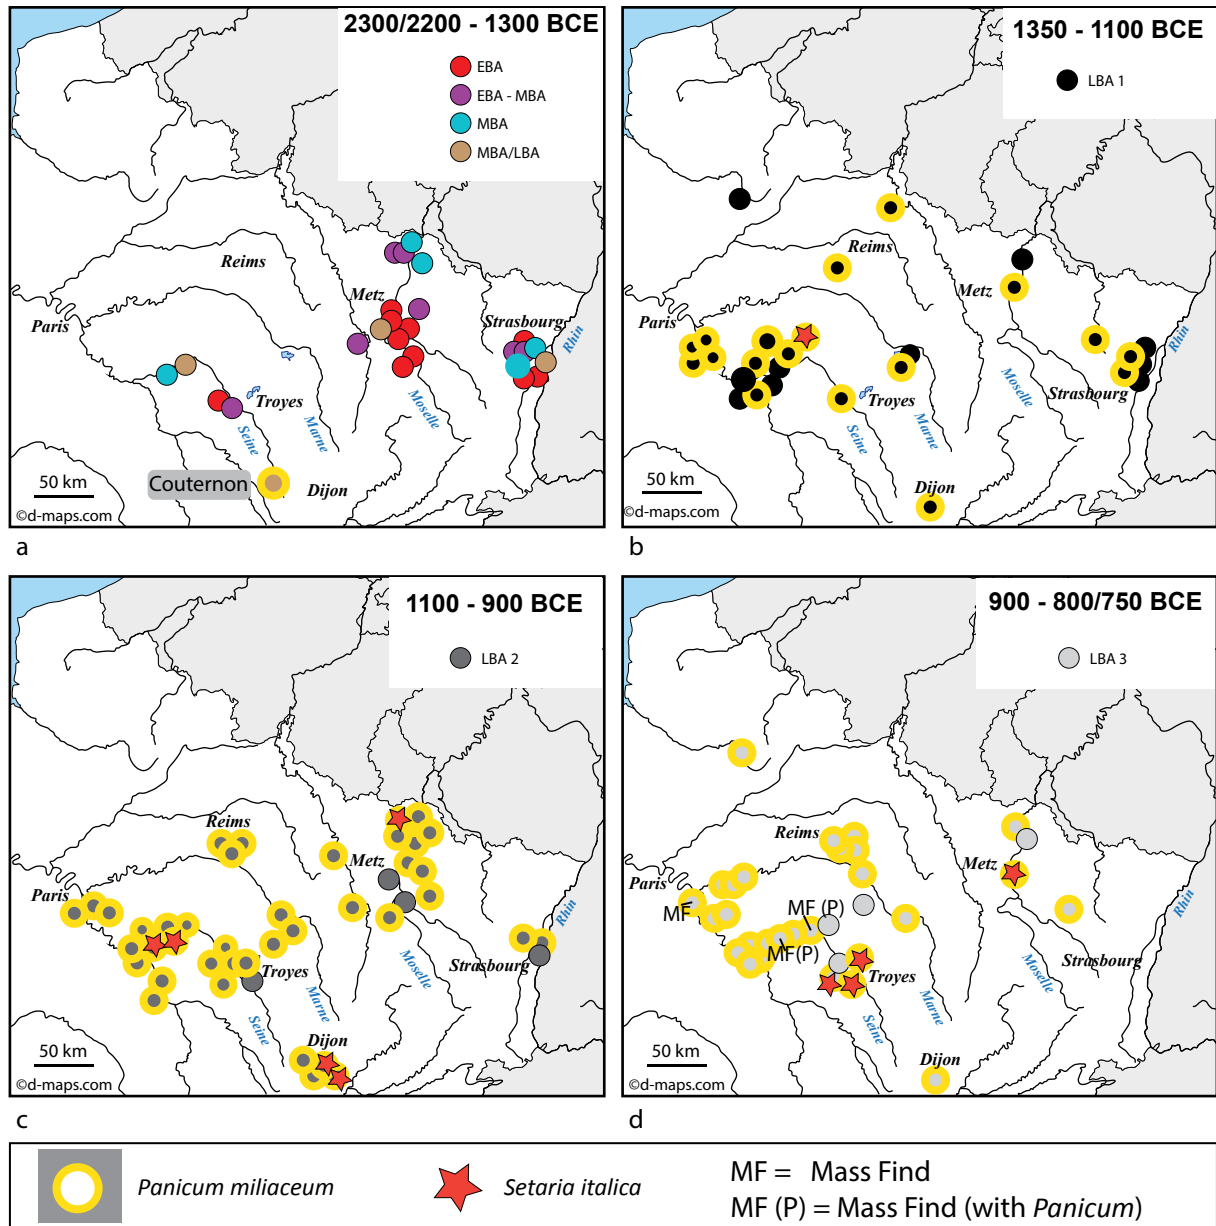 2300/2200 - 1300 BCE
EBA
EBA - MBA
MBA
MBA/LBA
Reims
Metz
Paris
Strasbourg
Rhin
Troyes
Moselle
Marne
Seine
Couternon
Dijon
50 km
©d-maps.com
a
1350 - 1100 BCE
LBA 1
Reims
Metz
Paris
Rhin
Strasbourg
Troyes
Moselle
Marne
Seine
Dijon
50 km
©d-maps.com
b
1100 - 900 BCE
LBA 2
Reims
Metz
Paris
Rhin
Strasbourg
Troyes
Moselle
Marne
Seine
Dijon
50 km
©d-maps.com
c
900 - 800/750 BCE
LBA 3
Reims
Metz
Paris
MF
MF (P)
Rhin
MF(P)
Strasbourg
Troyes
Moselle
Marne
Seine
Dijon
50 km
©d-maps.com
d
Panicum miliaceum
Setaria italica
MF = Mass Find
MF (P) = Mass Find (with Panicum)